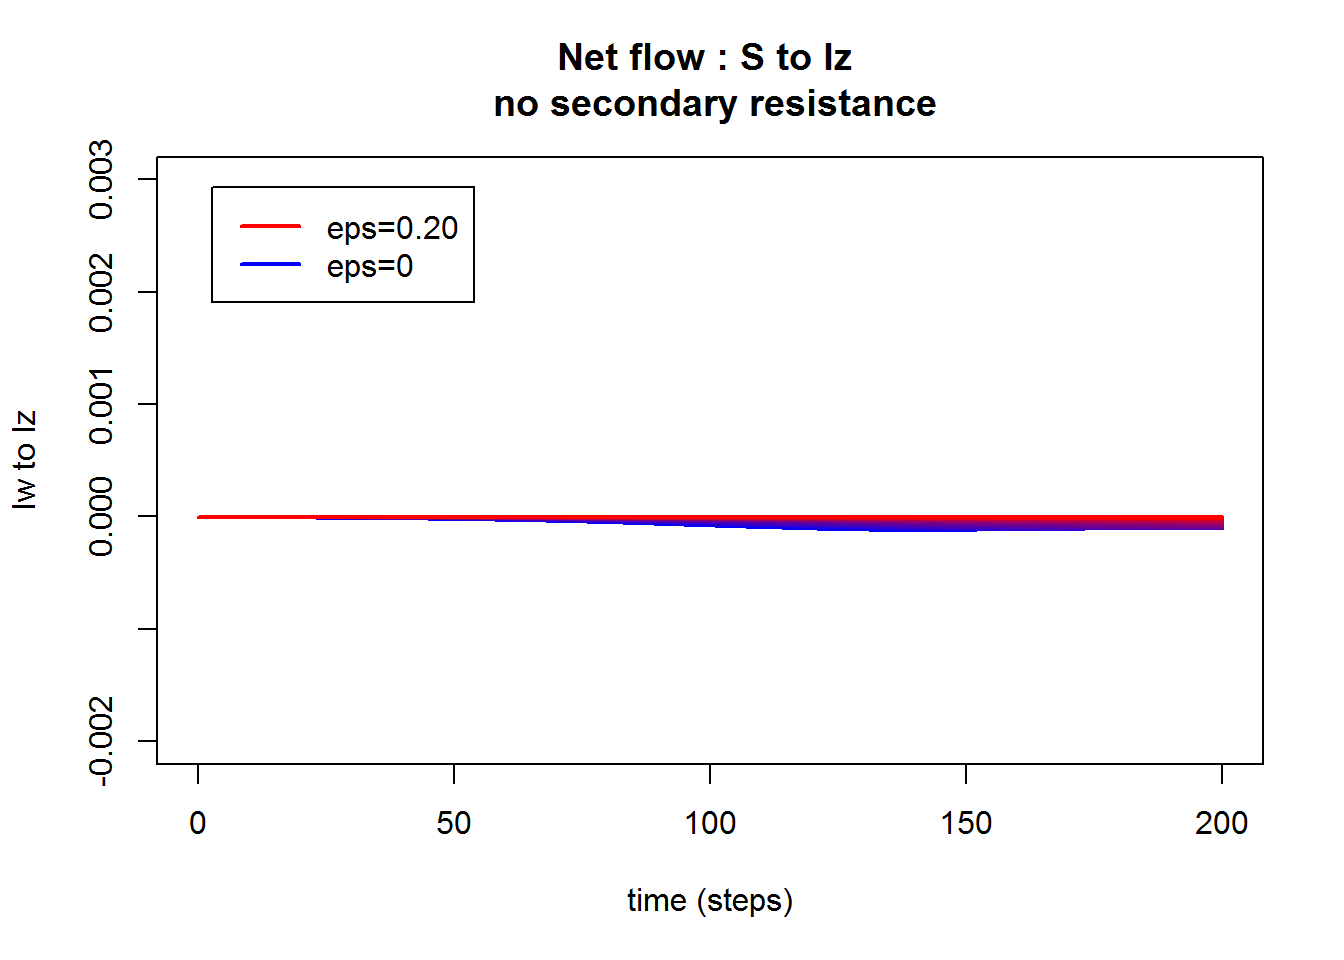 Net flow : S to Iz
no secondary resistance
0.003
0.002
0.001
0.000
-0.002
Iw to Iz
eps=0.20
eps=0
0 50 100 150 200
time (steps)